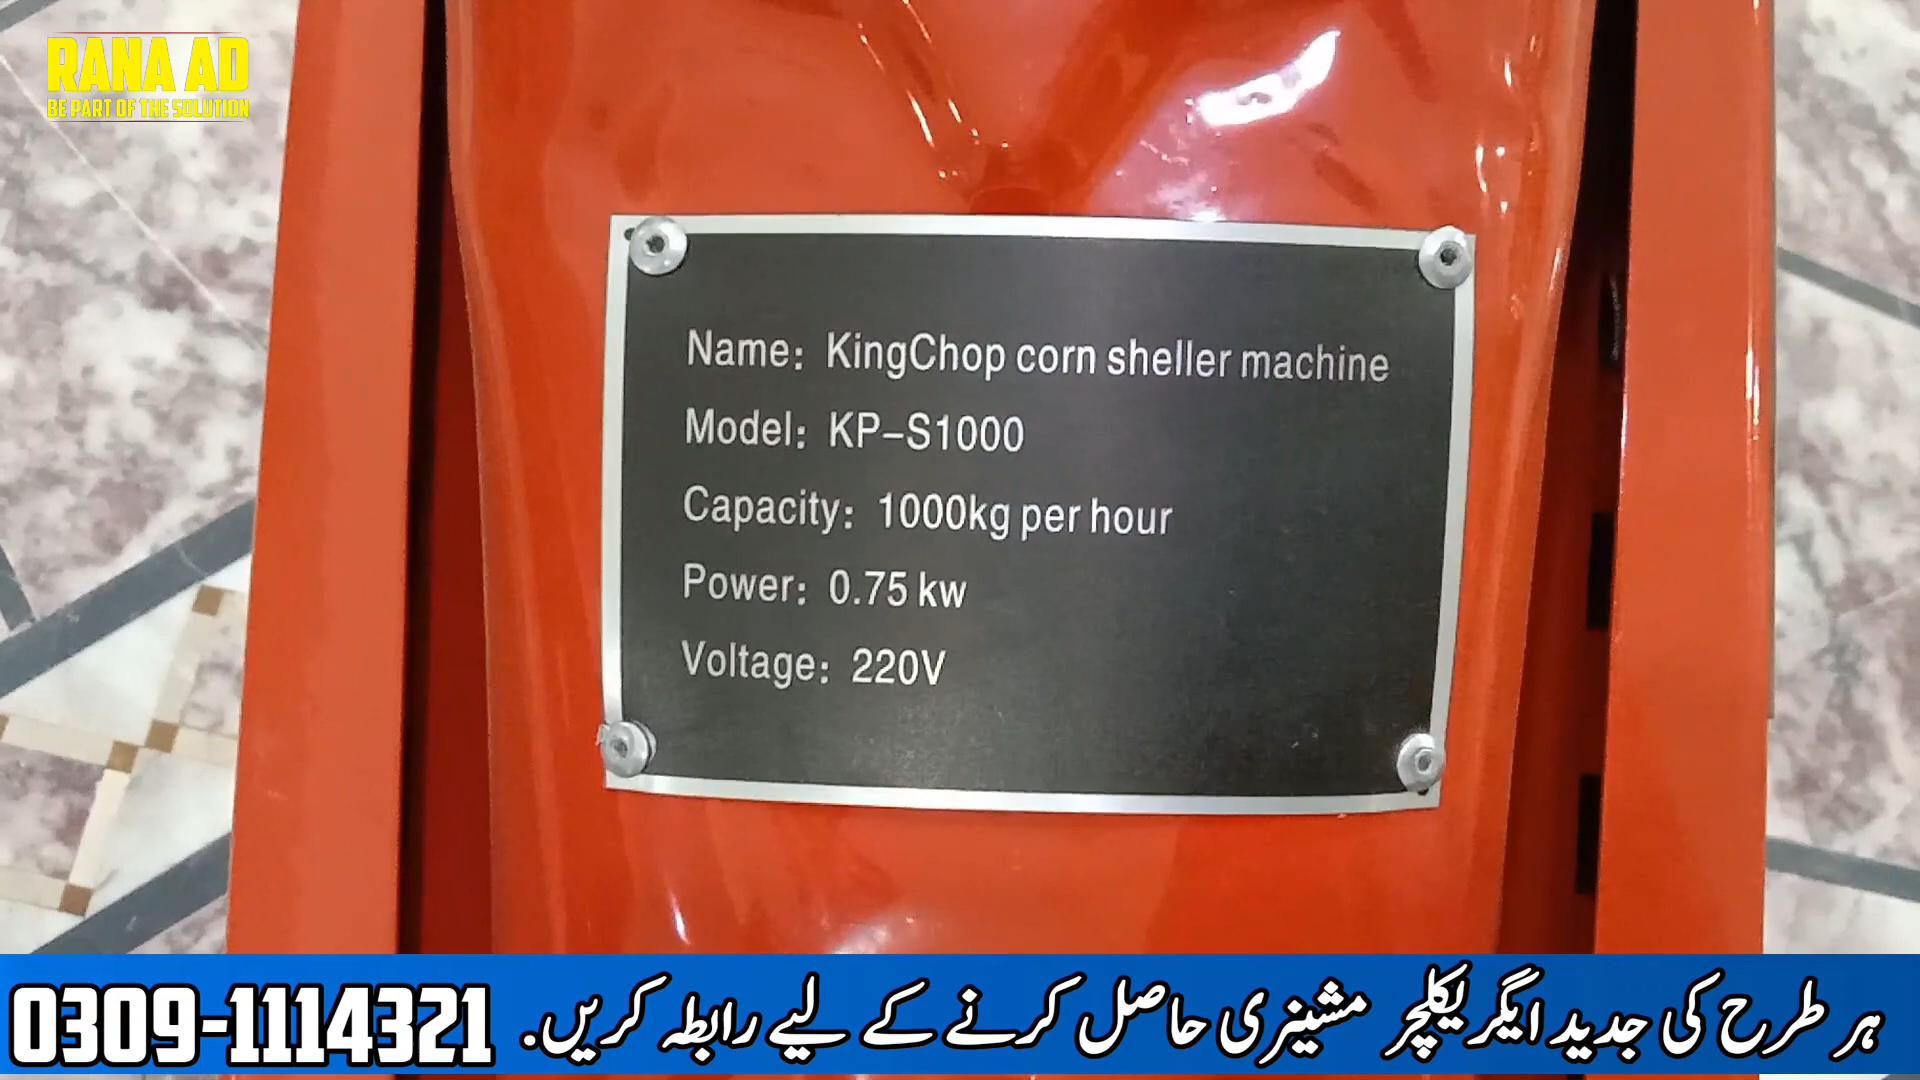 RANA AD
BE PART OF THE SOLUTION
Name: KingChop corn sheller machine
Model: KP-S1000
Capacity: 1000kg per hour
Power: 0.75 kw
Voltage: 220V
ہر طرح کی جدید ایگریکلچر مشینری حاصل کرنے کے لیے رابطہ کریں. 0309-1114321